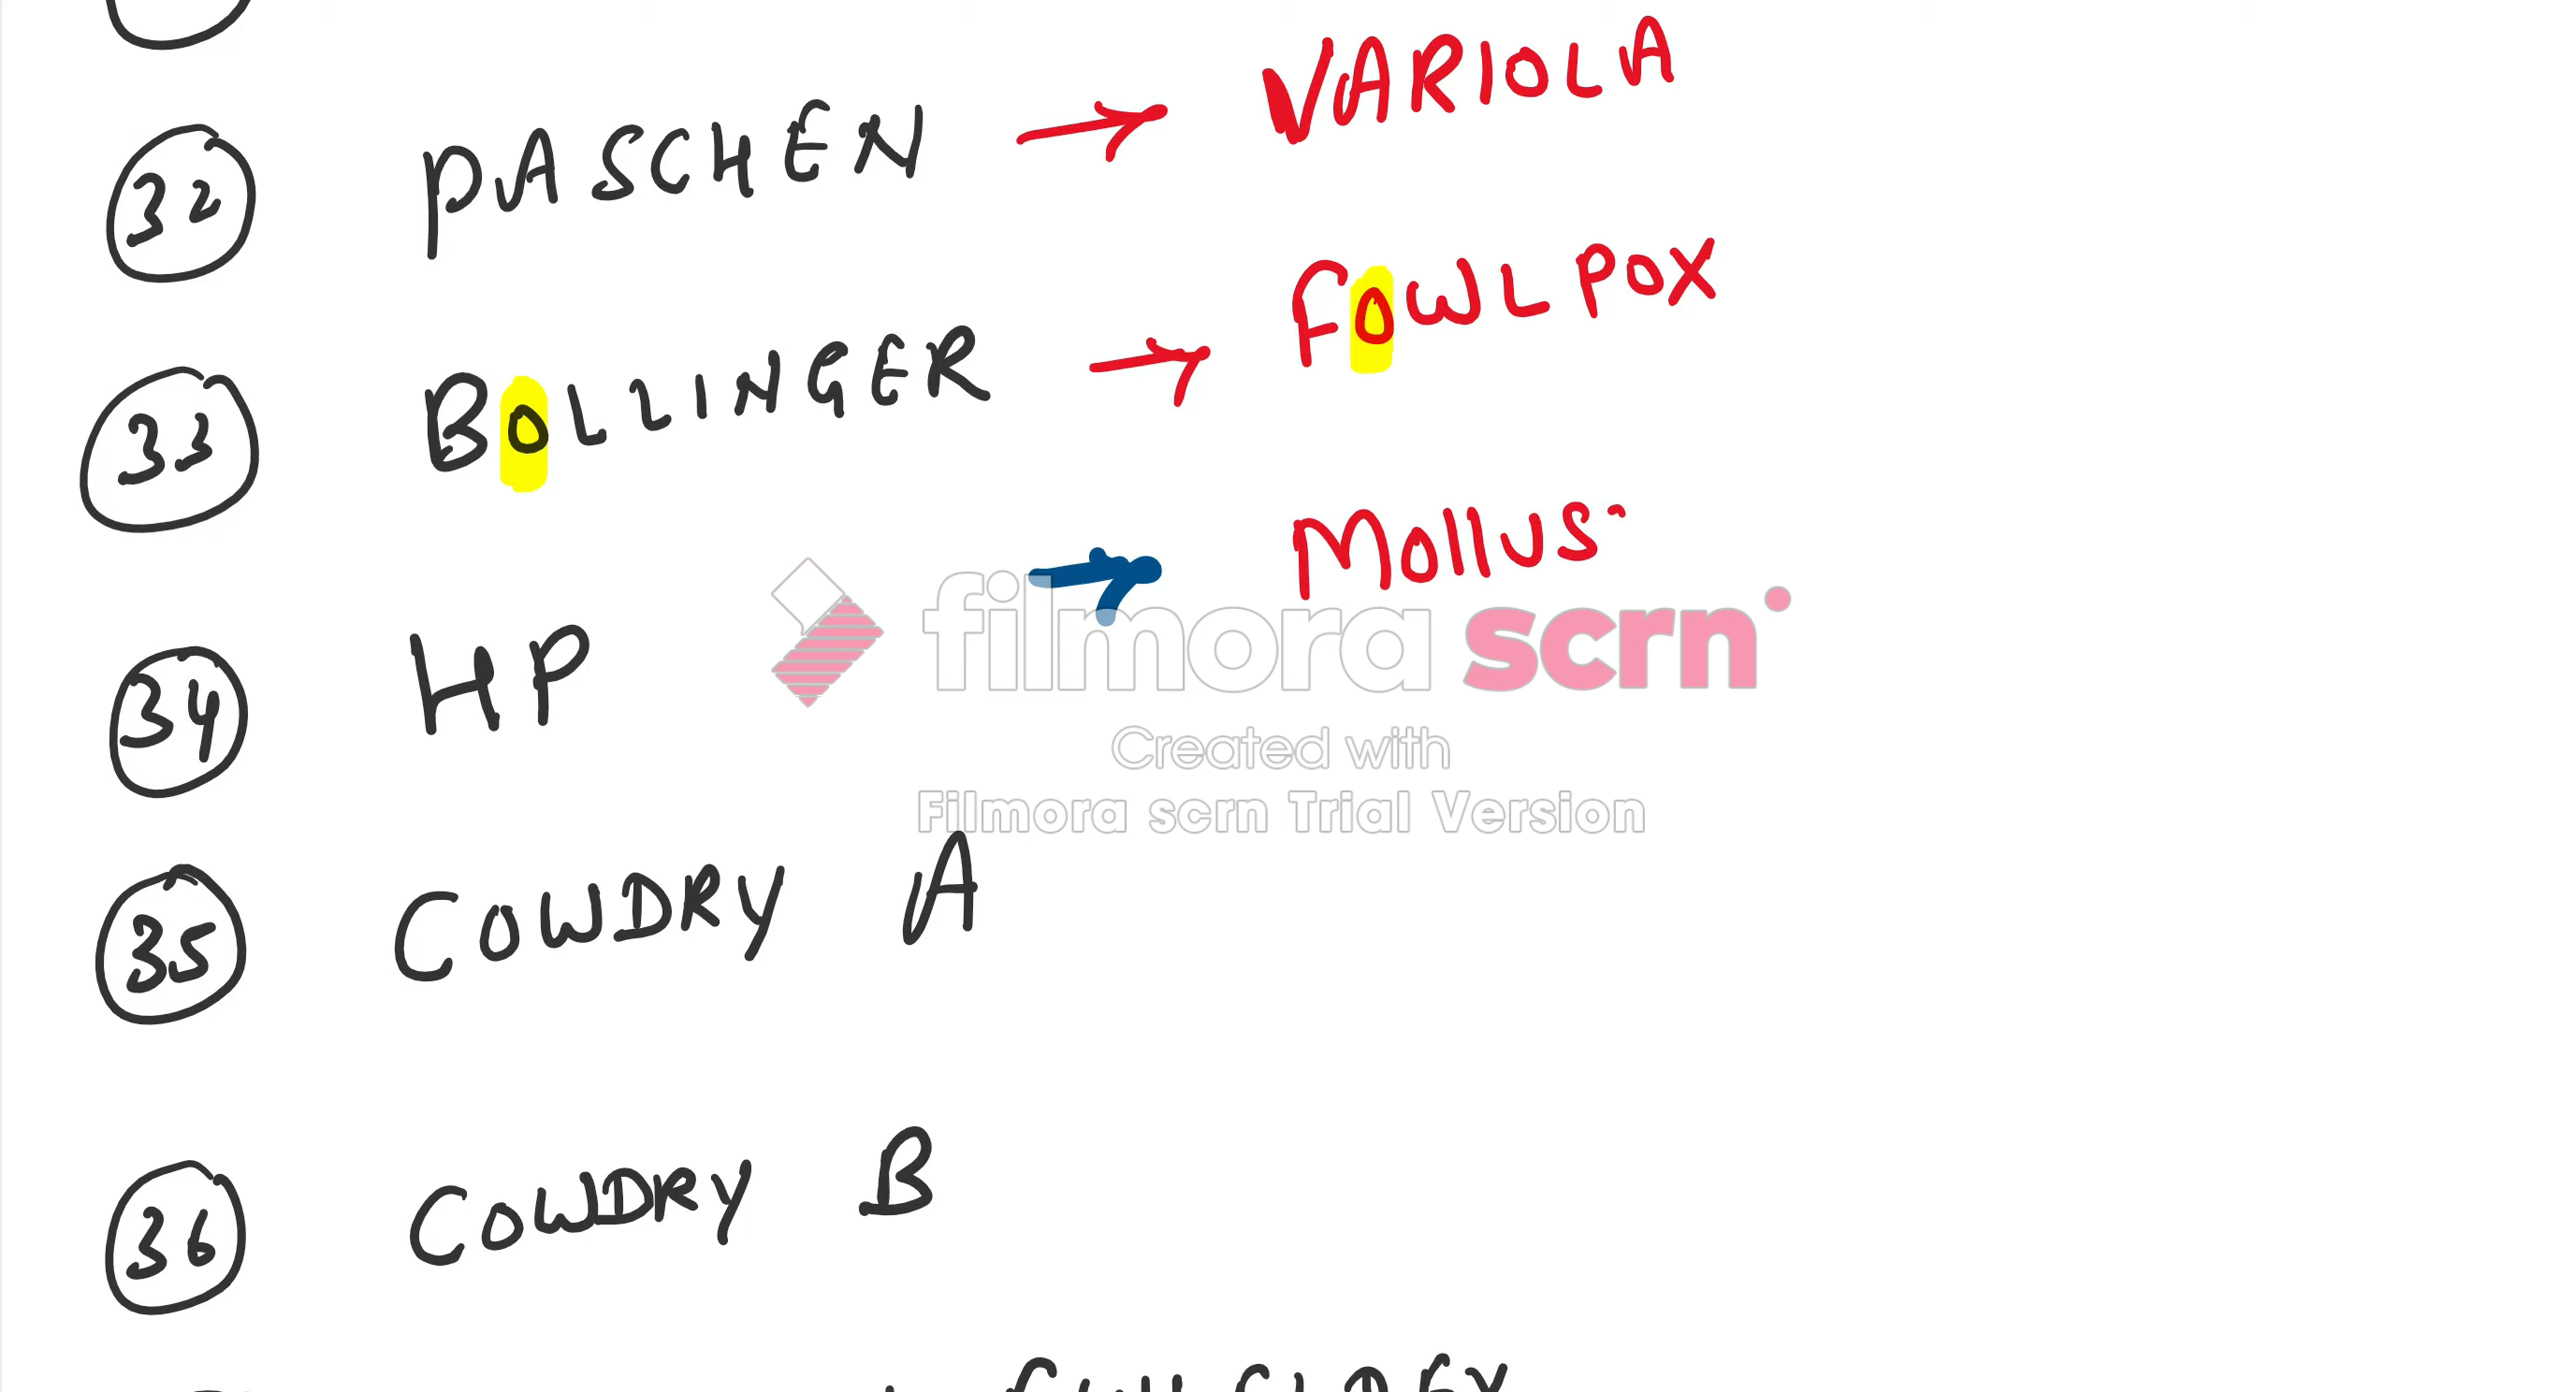 32 PASCHEN → VARIOLA
33 BOLLINGER → FOWLPOX
34 HP → Mollus
filmora scrn
Created with
Filmora scrn Trial Version
35 COWDRY A
36 COWDRY B